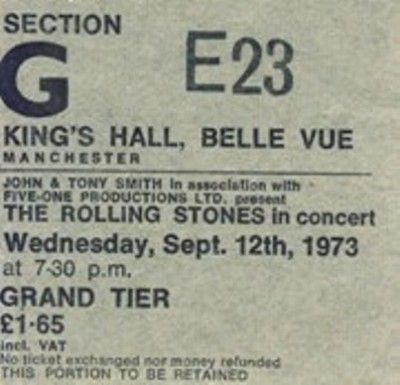 SECTION
G E23
KING'S HALL, BELLE VUE
MANCHESTER
JOHN & TONY SMITH in association with
FIVE-ONE PRODUCTIONS LTD. present
THE ROLLING STONES in concert
Wednesday, Sept. 12th, 1973
at 7-30 p.m.
GRAND TIER
£1·65
incl. VAT
No ticket exchanged nor money refunded
THIS PORTION TO BE RETAINED